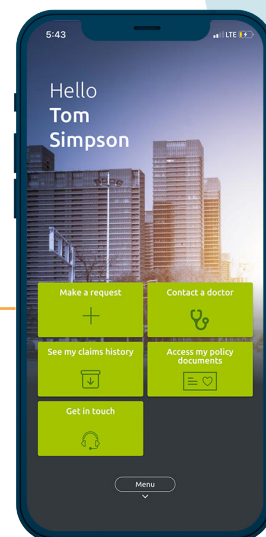 5:43
LTE
Hello
Tom
Simpson
Make a request
Contact a doctor
See my claims history
Access my policy
documents
Get in touch
Menu